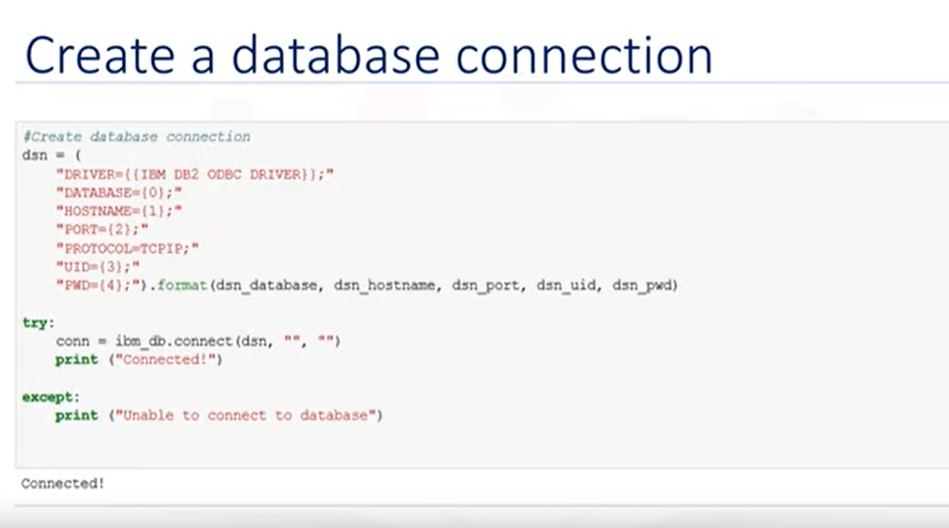 Create a database connection
#Create database connection
dsn = (
"DRIVER={{IBM DB2 ODBC DRIVER}};"
"DATABASE={0};"
"HOSTNAME={1};"
"PORT={2};"
"PROTOCOL=TCPIP;"
"UID={3};"
"PWD={4};").format(dsn_database, dsn_hostname, dsn_port, dsn_uid, dsn_pwd)
try:
conn = ibm_db.connect(dsn, "", "")
print ("Connected!")
except:
print ("Unable to connect to database")
Connected!